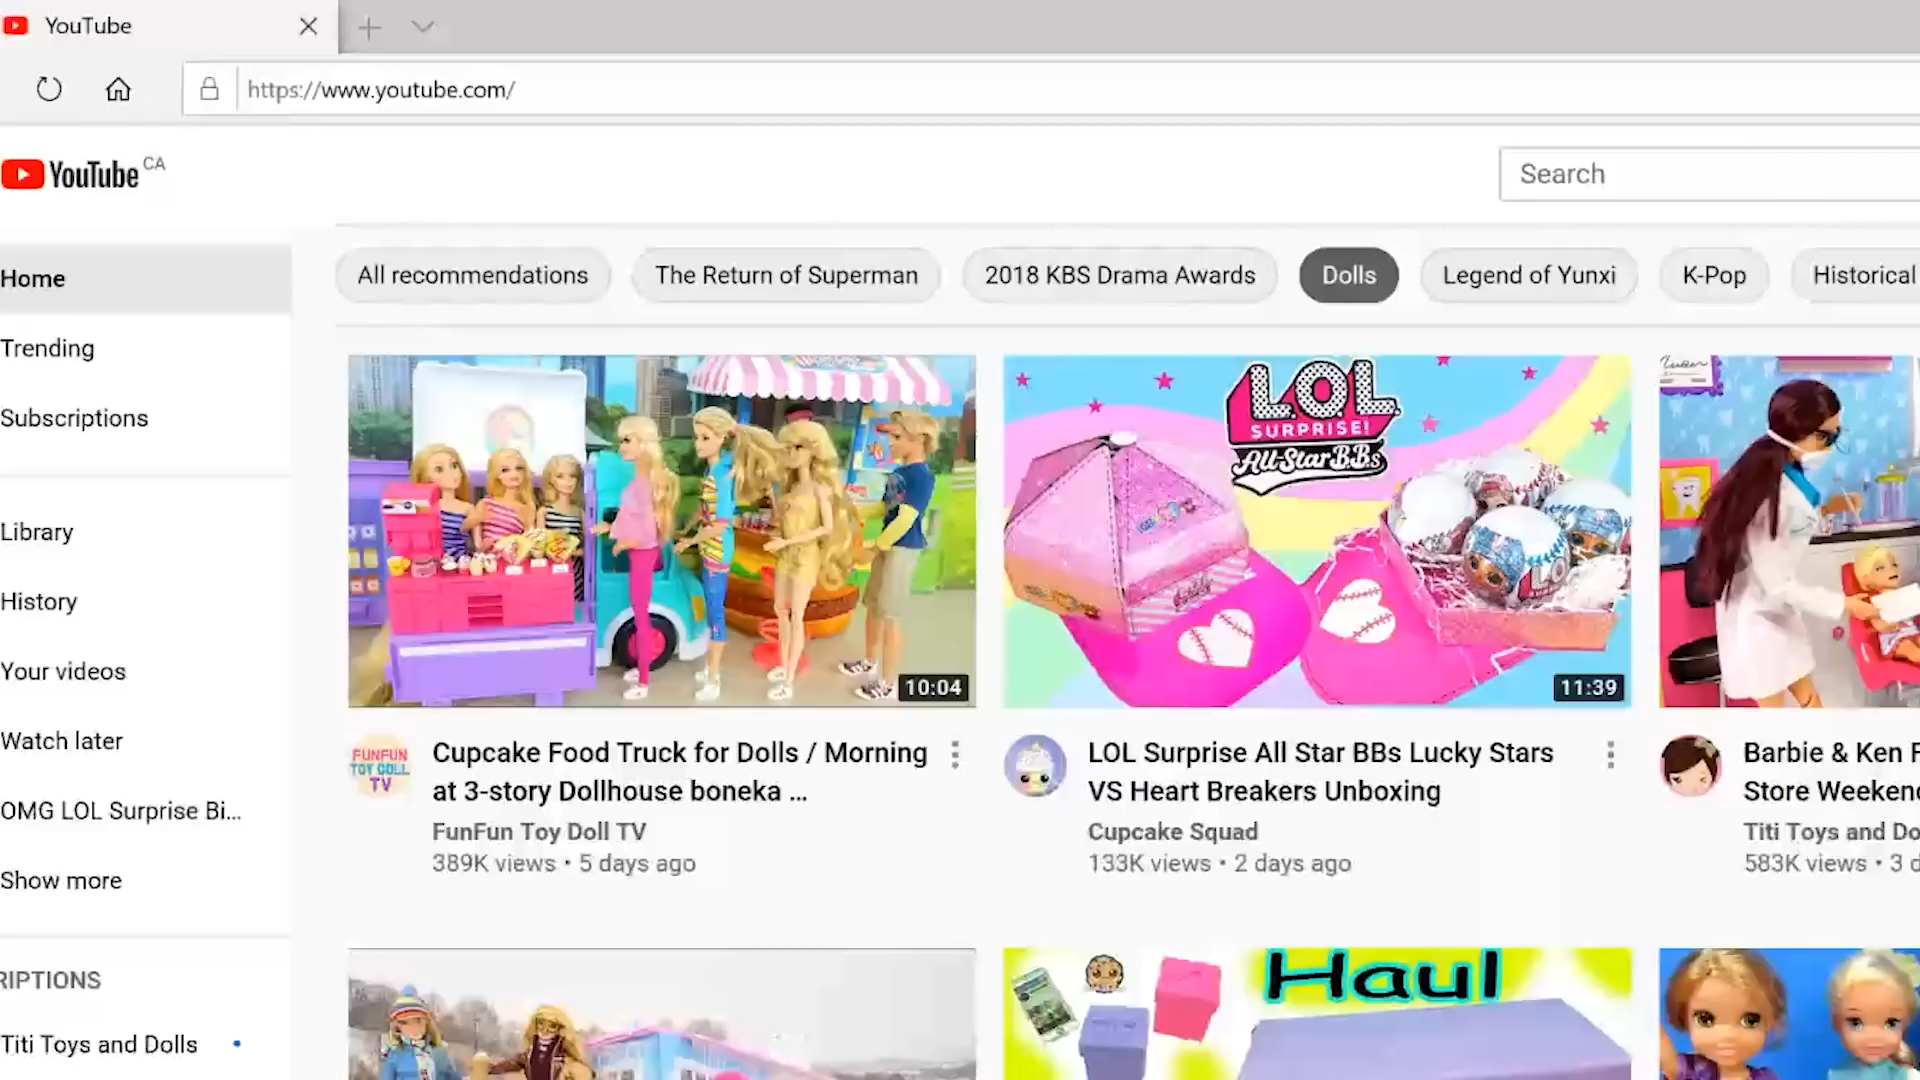 YouTube
https://www.youtube.com/
YouTube CA
Search
All recommendations
The Return of Superman
2018 KBS Drama Awards
Dolls
Legend of Yunxi
K-Pop
Historical
Home
Trending
Subscriptions
Library
History
Your videos
Watch later
OMG LOL Surprise Bi...
Show more
RIPTIONS
Titi Toys and Dolls
10:04
FUNFUN
TOY DOLL
TV
Cupcake Food Truck for Dolls / Morning
at 3-story Dollhouse boneka ...
FunFun Toy Doll TV
389K views • 5 days ago
LOL
SURPRISE!
All-Star B.B.s
11:39
LOL Surprise All Star BBs Lucky Stars
VS Heart Breakers Unboxing
Cupcake Squad
133K views • 2 days ago
Barbie & Ken F
Store Weeken
Titi Toys and Do
583K views • 3 d
Haul